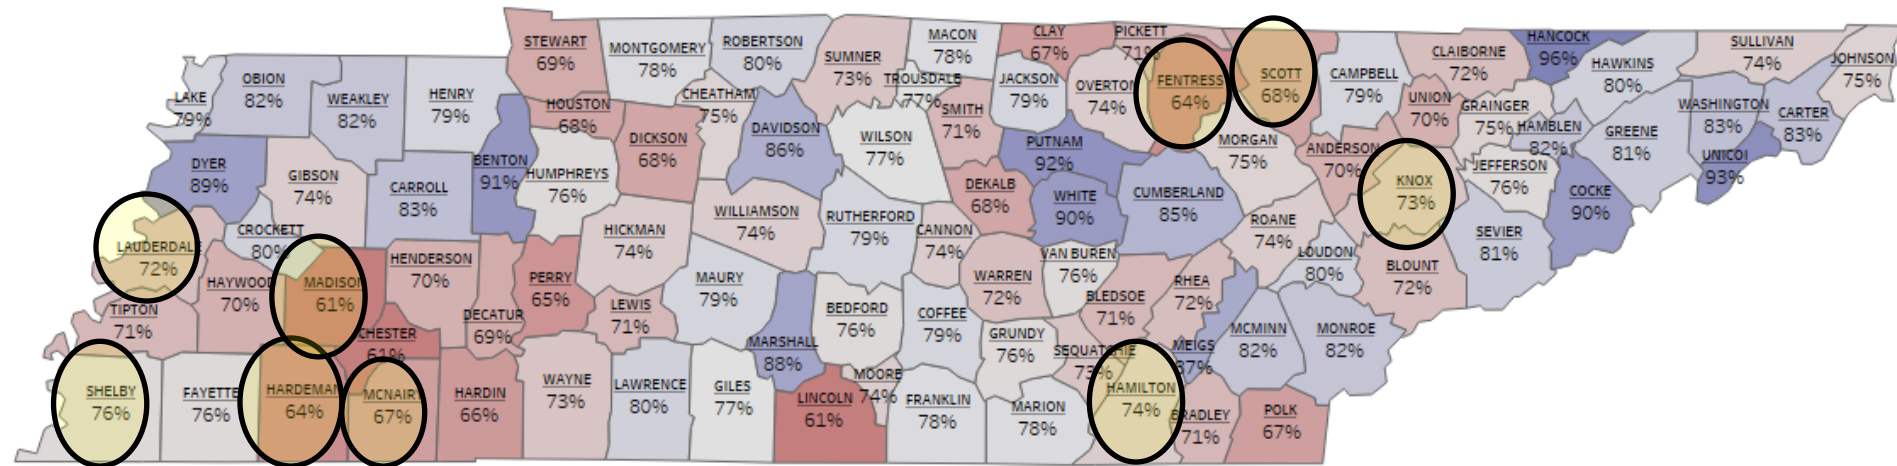 STEWART
69%
MONTGOMERY
78%
ROBERTSON
80%
SUMNER
73%
MACON
78%
TROUSDALE
77%
CLAY
67%
PICKETT
71%
JACKSON
79%
OVERTON
74%
FENTRESS
64%
SCOTT
68%
CAMPBELL
79%
CLAIBORNE
72%
HANCOCK
96%
HAWKINS
80%
SULLIVAN
74%
JOHNSON
75%
LAKE
79%
OBION
82%
WEAKLEY
82%
HENRY
79%
HOUSTON
68%
CHEATHAM
75%
DICKSON
68%
DAVIDSON
86%
WILSON
77%
SMITH
71%
PUTNAM
92%
MORGAN
75%
ANDERSON
70%
UNION
70%
GRAINGER
75%
HAMBLEN
82%
GREENE
81%
WASHINGTON
83%
CARTER
83%
UNICOI
93%
DYER
89%
GIBSON
74%
CARROLL
83%
BENTON
91%
HUMPHREYS
76%
HICKMAN
74%
WILLIAMSON
74%
RUTHERFORD
79%
CANNON
74%
DEKALB
68%
WHITE
90%
CUMBERLAND
85%
ROANE
74%
KNOX
73%
JEFFERSON
76%
COCKE
90%
SEVIER
81%
LAUDERDALE
72%
CROCKETT
80%
HAYWOOD
70%
MADISON
61%
HENDERSON
70%
DECATUR
69%
PERRY
65%
LEWIS
71%
MAURY
79%
MARSHALL
88%
BEDFORD
76%
COFFEE
79%
WARREN
72%
VAN BUREN
76%
BLEDSOE
71%
RHEA
72%
LOUDON
80%
BLOUNT
72%
TIPTON
71%
CHESTER
61%
GRUNDY
76%
SEQUATCHIE
73%
MEIGS
87%
MCMINN
82%
MONROE
82%
SHELBY
76%
FAYETTE
76%
HARDEMAN
64%
MCNAIRY
67%
HARDIN
66%
WAYNE
73%
LAWRENCE
80%
GILES
77%
LINCOLN
61%
MOORE
74%
FRANKLIN
78%
MARION
78%
HAMILTON
74%
BRADLEY
71%
POLK
67%